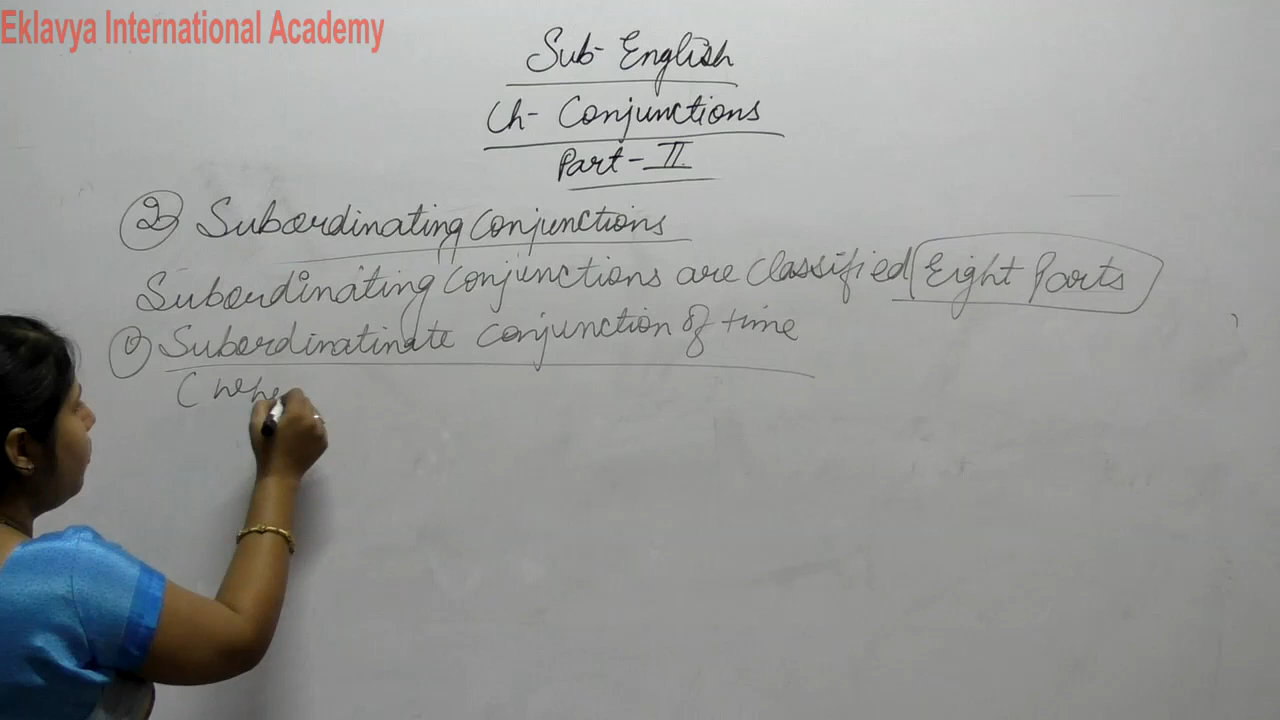 Eklavya International Academy
Sub- English
Ch- Conjunctions
Part - II
② Subordinating Conjunctions
Subordinating Conjunctions are classified Eight Parts
① Subordinatinate conjunction of time
( whe